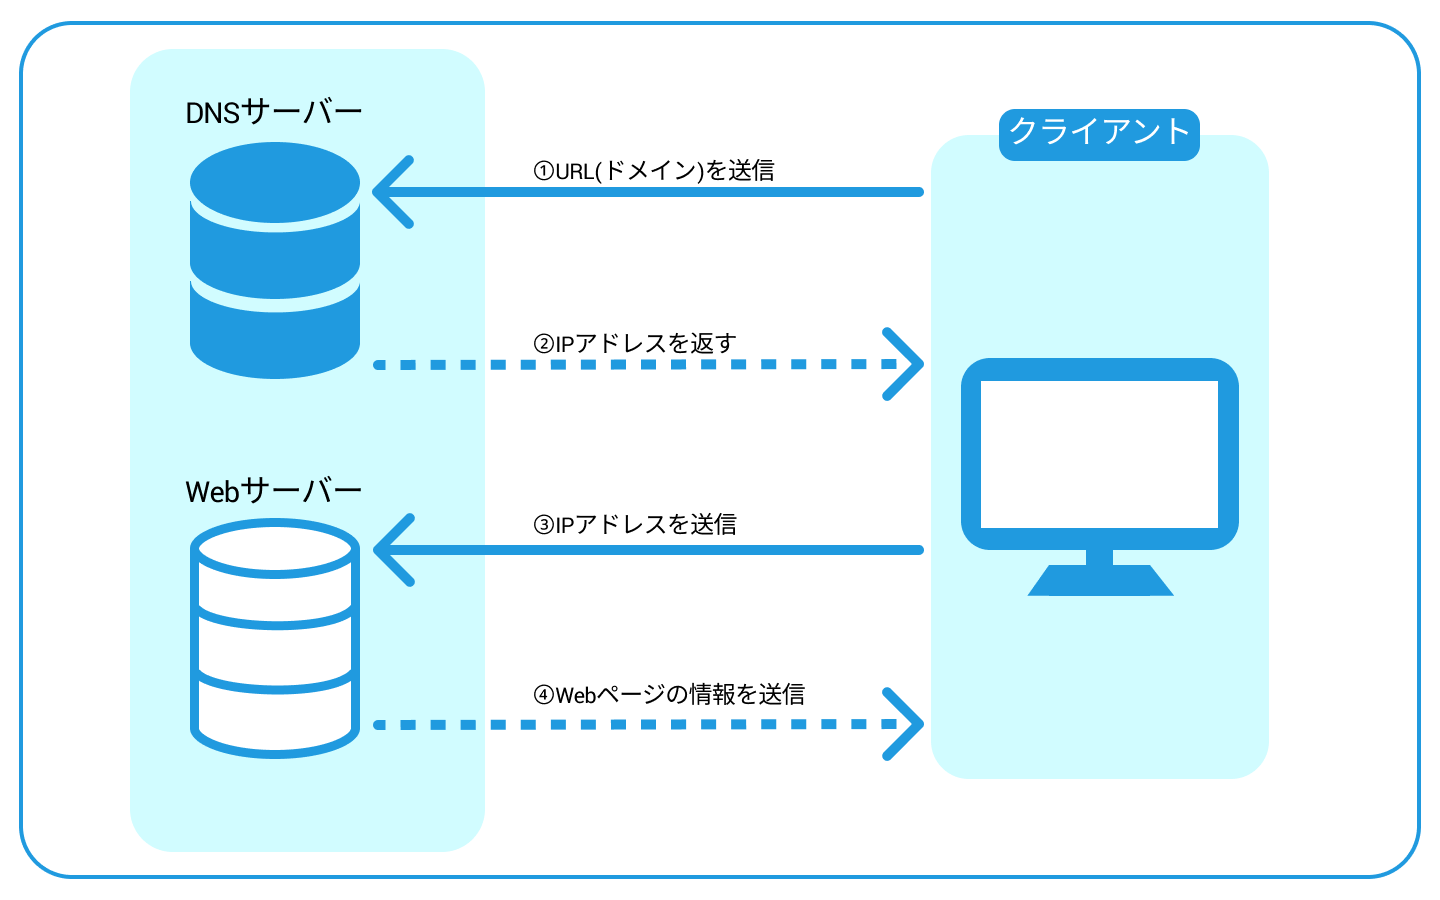 DNSサーバー
クライアント
①URL(ドメイン)を送信
②IPアドレスを返す
Webサーバー
③IPアドレスを送信
④Webページの情報を送信